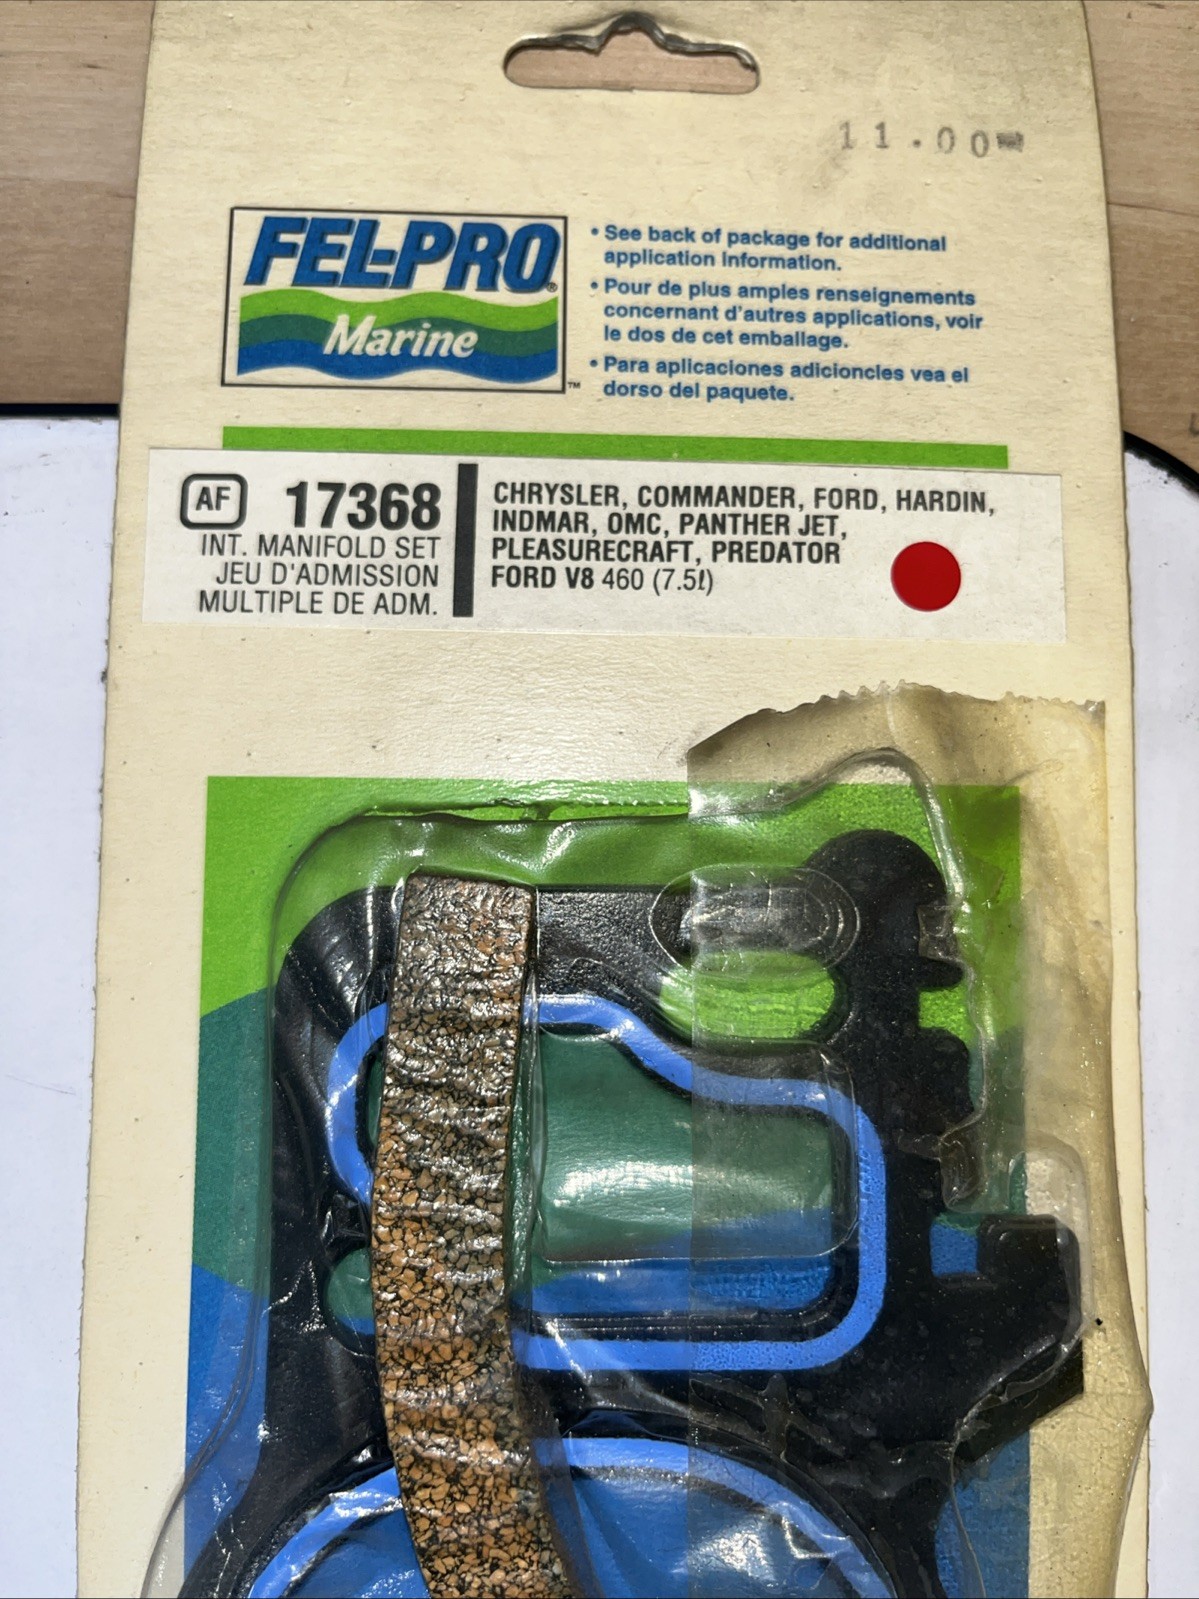 11.00
FEL-PRO®
Marine
™
• See back of package for additional
application information.
• Pour de plus amples renseignements
concernant d'autres applications, voir
le dos de cet emballage.
• Para aplicaciones adicioncles vea el
dorso del paquete.
AF 17368
INT. MANIFOLD SET
JEU D'ADMISSION
MULTIPLE DE ADM.
CHRYSLER, COMMANDER, FORD, HARDIN,
INDMAR, OMC, PANTHER JET,
PLEASURECRAFT, PREDATOR
FORD V8 460 (7.5ℓ)